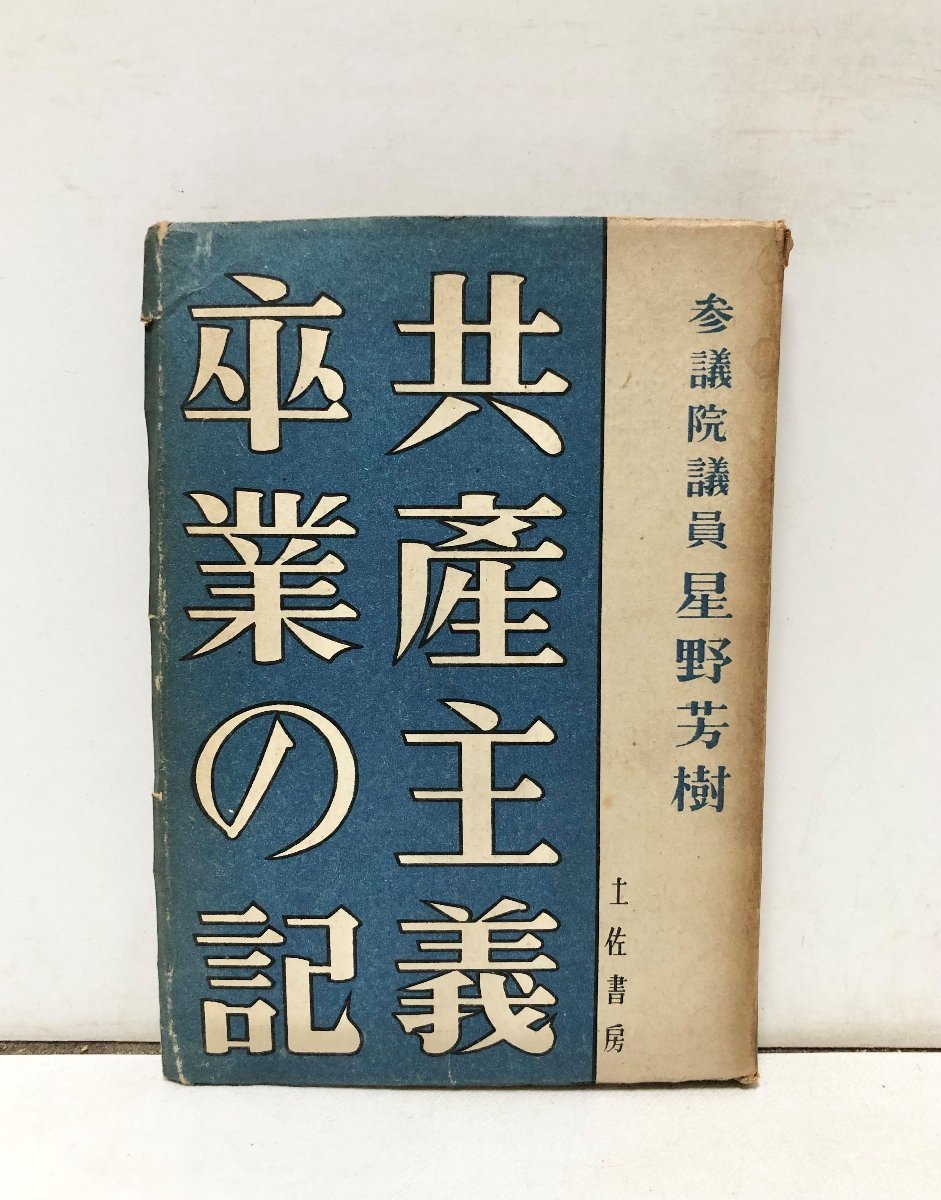 参議院議員 星野芳樹
土佐書房
共產主義
卒業の記